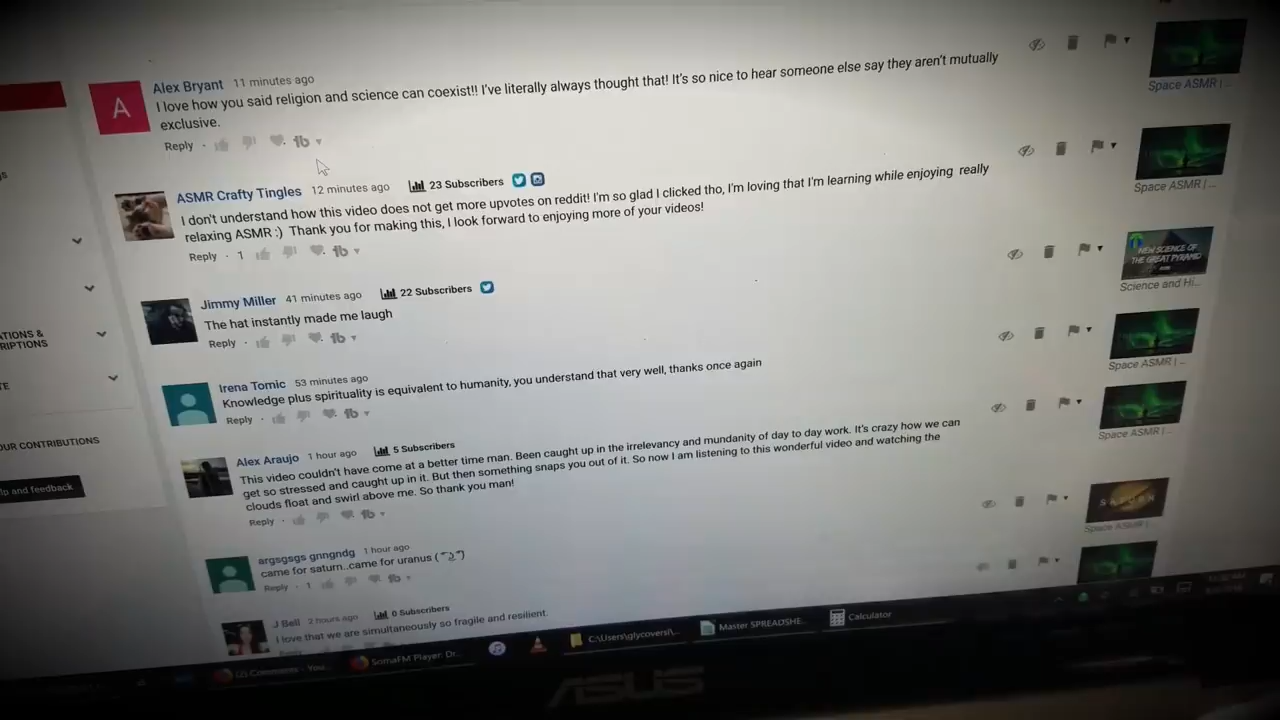 A
Alex Bryant 11 minutes ago
I love how you said religion and science can coexist!! I've literally always thought that! It's so nice to hear someone else say they aren't mutually
exclusive.
Reply
Space ASMR |...
ASMR Crafty Tingles 12 minutes ago 23 Subscribers
I don't understand how this video does not get more upvotes on reddit! I'm so glad I clicked tho, I'm loving that I'm learning while enjoying really
relaxing ASMR :) Thank you for making this, I look forward to enjoying more of your videos!
Reply · 1
Space ASMR |...
Jimmy Miller 41 minutes ago 22 Subscribers
The hat instantly made me laugh
Reply
NEW SCIENCE OF
THE GREAT PYRAMID
Science and Hi...
Irena Tomic 53 minutes ago
Knowledge plus spirituality is equivalent to humanity, you understand that very well, thanks once again
Reply
Space ASMR |...
Alex Araujo 1 hour ago 5 Subscribers
This video couldn't have come at a better time man. Been caught up in the irrelevancy and mundanity of day to day work. It's crazy how we can
get so stressed and caught up in it. But then something snaps you out of it. So now I am listening to this wonderful video and watching the
clouds float and swirl above me. So thank you man!
Reply
Space ASMR |...
argsgsgs gnngndg 1 hour ago
came for saturn..came for uranus ( ͡° ͜ʖ ͡°)
Reply · 1
SATURN
Space ASMR |...
J Bell 2 hours ago 0 Subscribers
I love that we are simultaneously so fragile and resilient.
Reply
ATIONS &
RIPTIONS
TE
OUR CONTRIBUTIONS
lp and feedback
Comments - You...
SomaFM Player: Dr...
C:\Users\glycoversi\...
Master SPREADSHE...
Calculator
ASUS